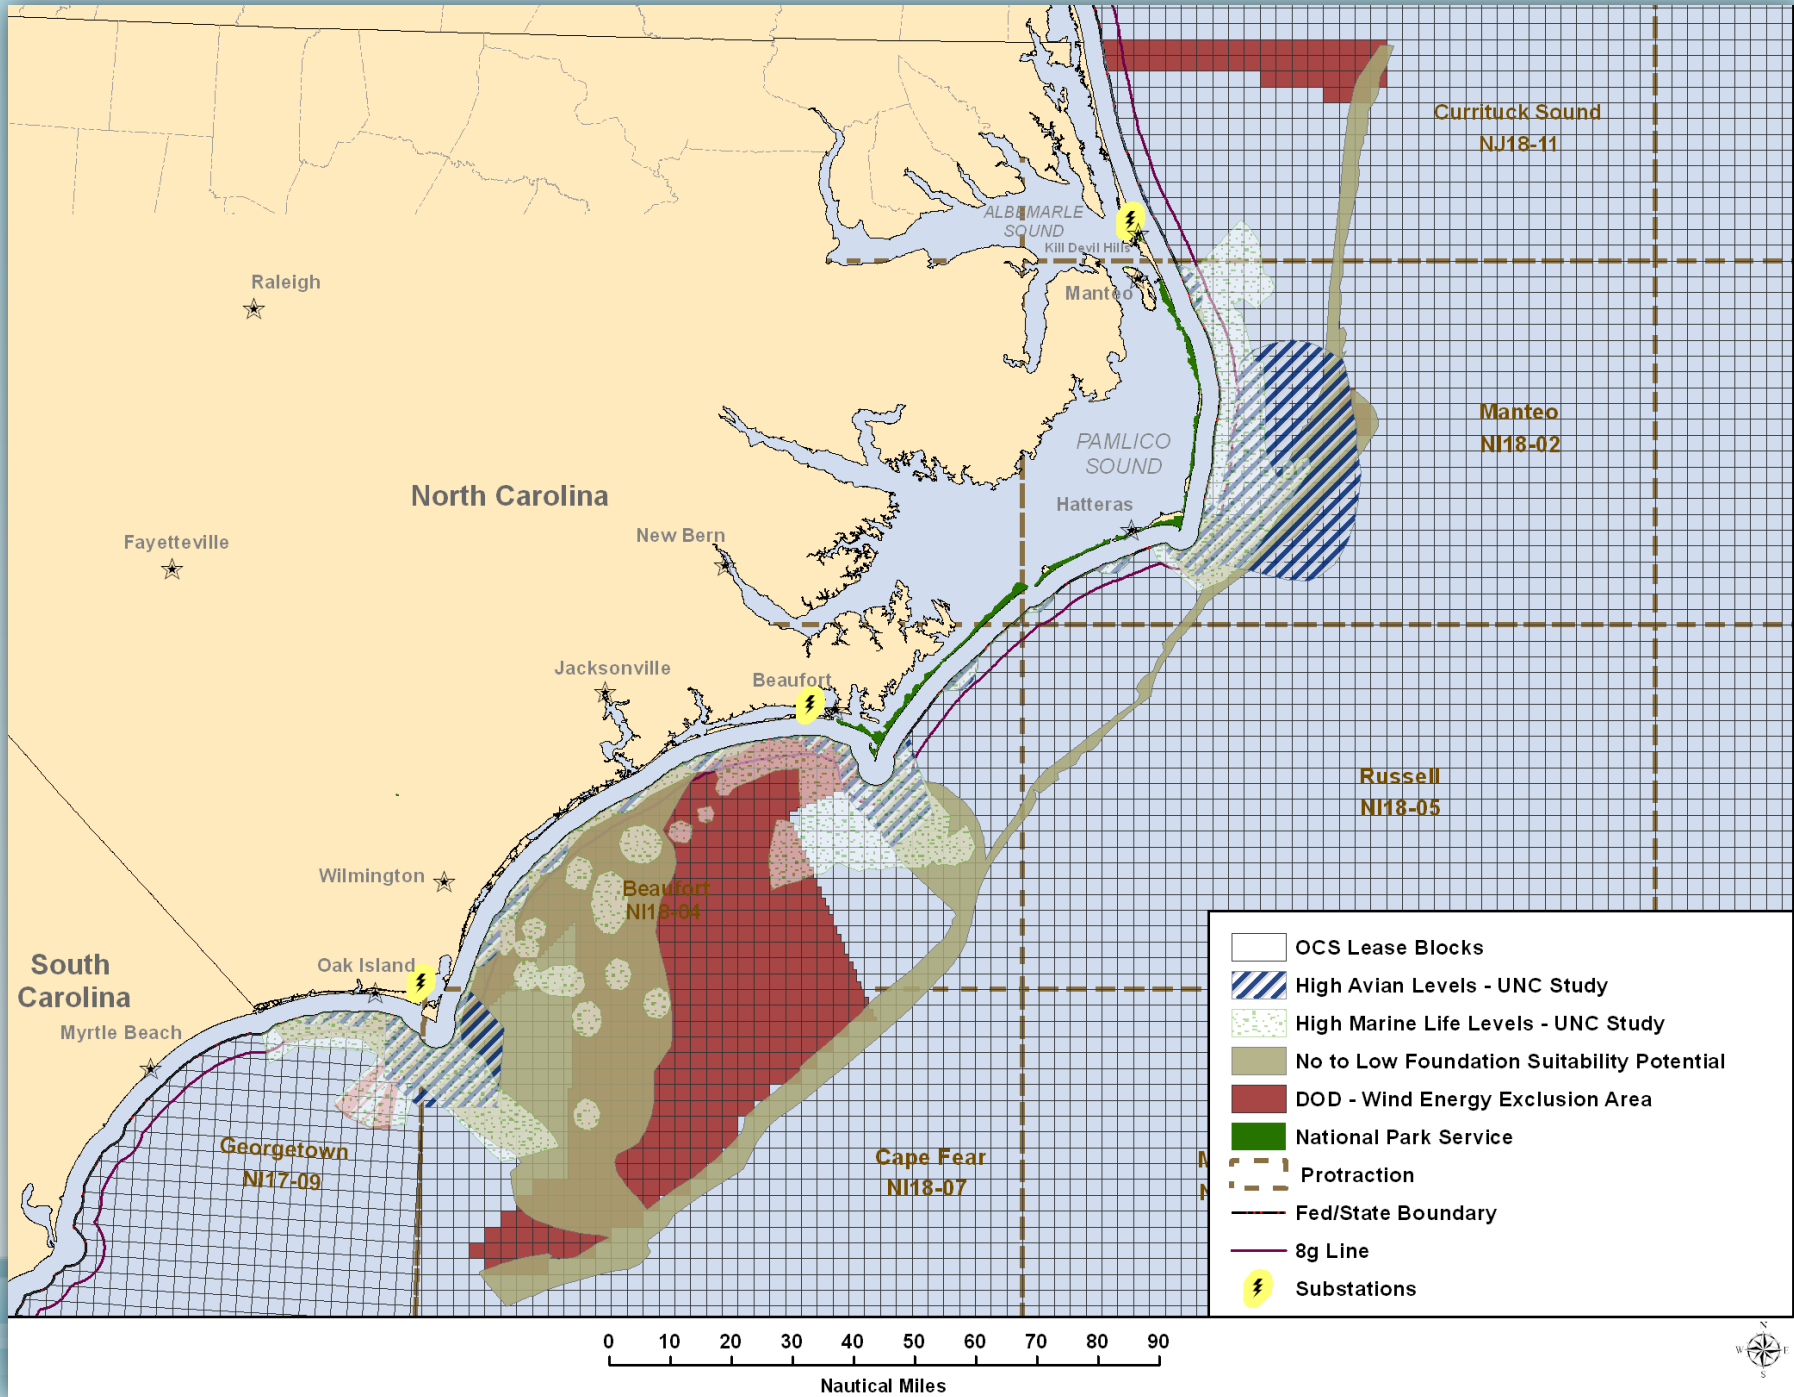 Currituck Sound
NJ18-11
ALBEMARLE
SOUND
Kill Devil Hills
Manteo
Raleigh
Manteo
NI18-02
PAMLICO
SOUND
North Carolina
Hatteras
New Bern
Fayetteville
Jacksonville
Beaufort
Russell
NI18-05
Wilmington
Beaufort
NI18-04
South
Carolina
Oak Island
Myrtle Beach
Georgetown
NI17-09
Cape Fear
NI18-07
M
N
OCS Lease Blocks
High Avian Levels - UNC Study
High Marine Life Levels - UNC Study
No to Low Foundation Suitability Potential
DOD - Wind Energy Exclusion Area
National Park Service
Protraction
Fed/State Boundary
8g Line
Substations
0 10 20 30 40 50 60 70 80 90
Nautical Miles
N
W E
S